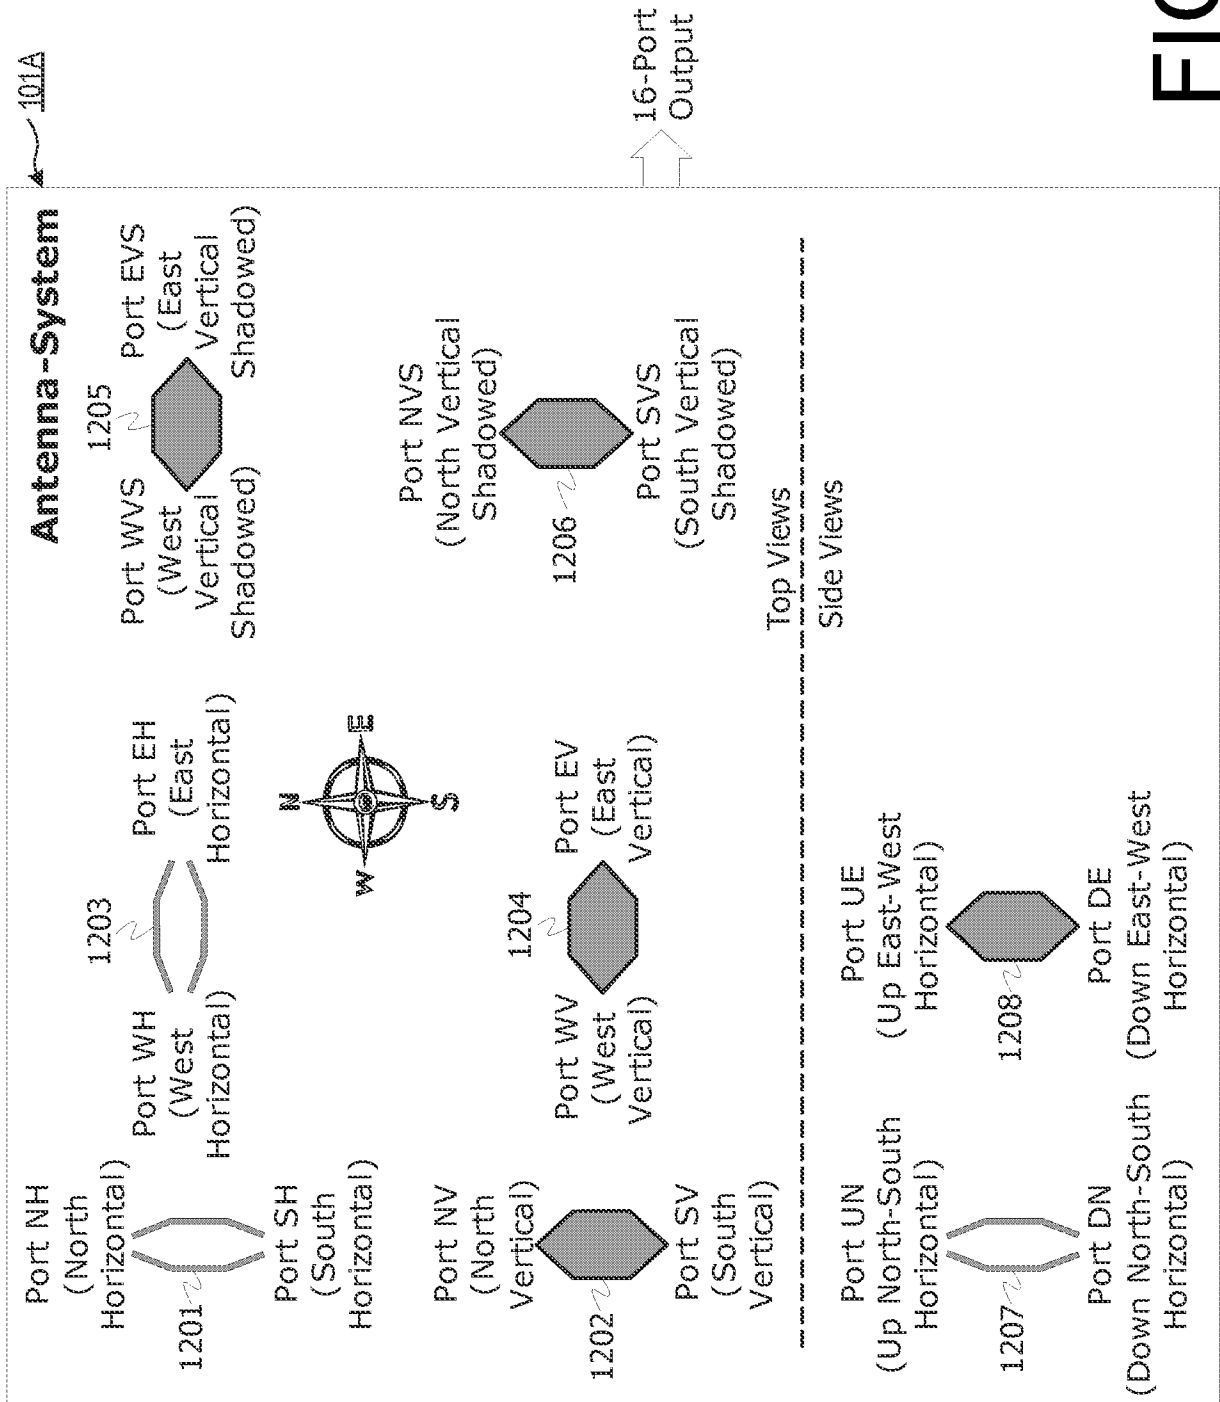 Antenna-System
101A
Port NH
(North
Horizontal)
1201
Port SH
(South
Horizontal)
Port WH
(West
Horizontal)
1203
Port EH
(East
Horizontal)
Port WVS
(West
Vertical
Shadowed)
1205
Port EVS
(East
Vertical
Shadowed)
N
W
E
S
Port NV
(North
Vertical)
1202
Port SV
(South
Vertical)
Port WV
(West
Vertical)
1204
Port EV
(East
Vertical)
Port NVS
(North Vertical
Shadowed)
1206
Port SVS
(South Vertical
Shadowed)
16-Port
Output
Top Views
Side Views
Port UN
(Up North-South
Horizontal)
1207
Port DN
(Down North-South
Horizontal)
Port UE
(Up East-West
Horizontal)
1208
Port DE
(Down East-West
Horizontal)